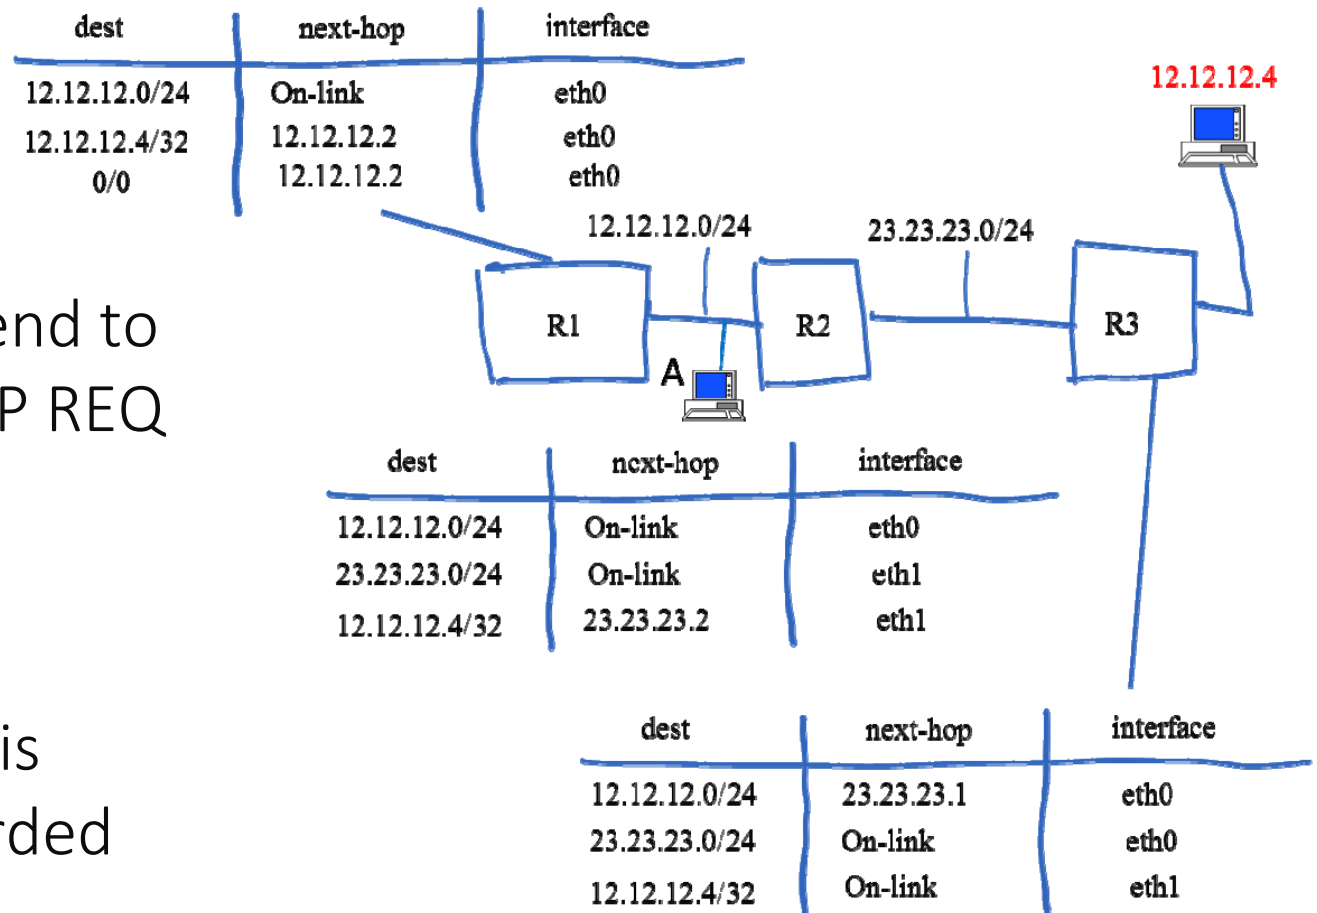 dest next-hop interface
12.12.12.0/24 On-link eth0
12.12.12.4/32 12.12.12.2 eth0
0/0 12.12.12.2 eth0
12.12.12.4
12.12.12.0/24 23.23.23.0/24
R1 R2 R3
A
end to
P REQ
dest next-hop interface
12.12.12.0/24 On-link eth0
23.23.23.0/24 On-link eth1
12.12.12.4/32 23.23.23.2 eth1
is
rded
dest next-hop interface
12.12.12.0/24 23.23.23.1 eth0
23.23.23.0/24 On-link eth0
12.12.12.4/32 On-link eth1